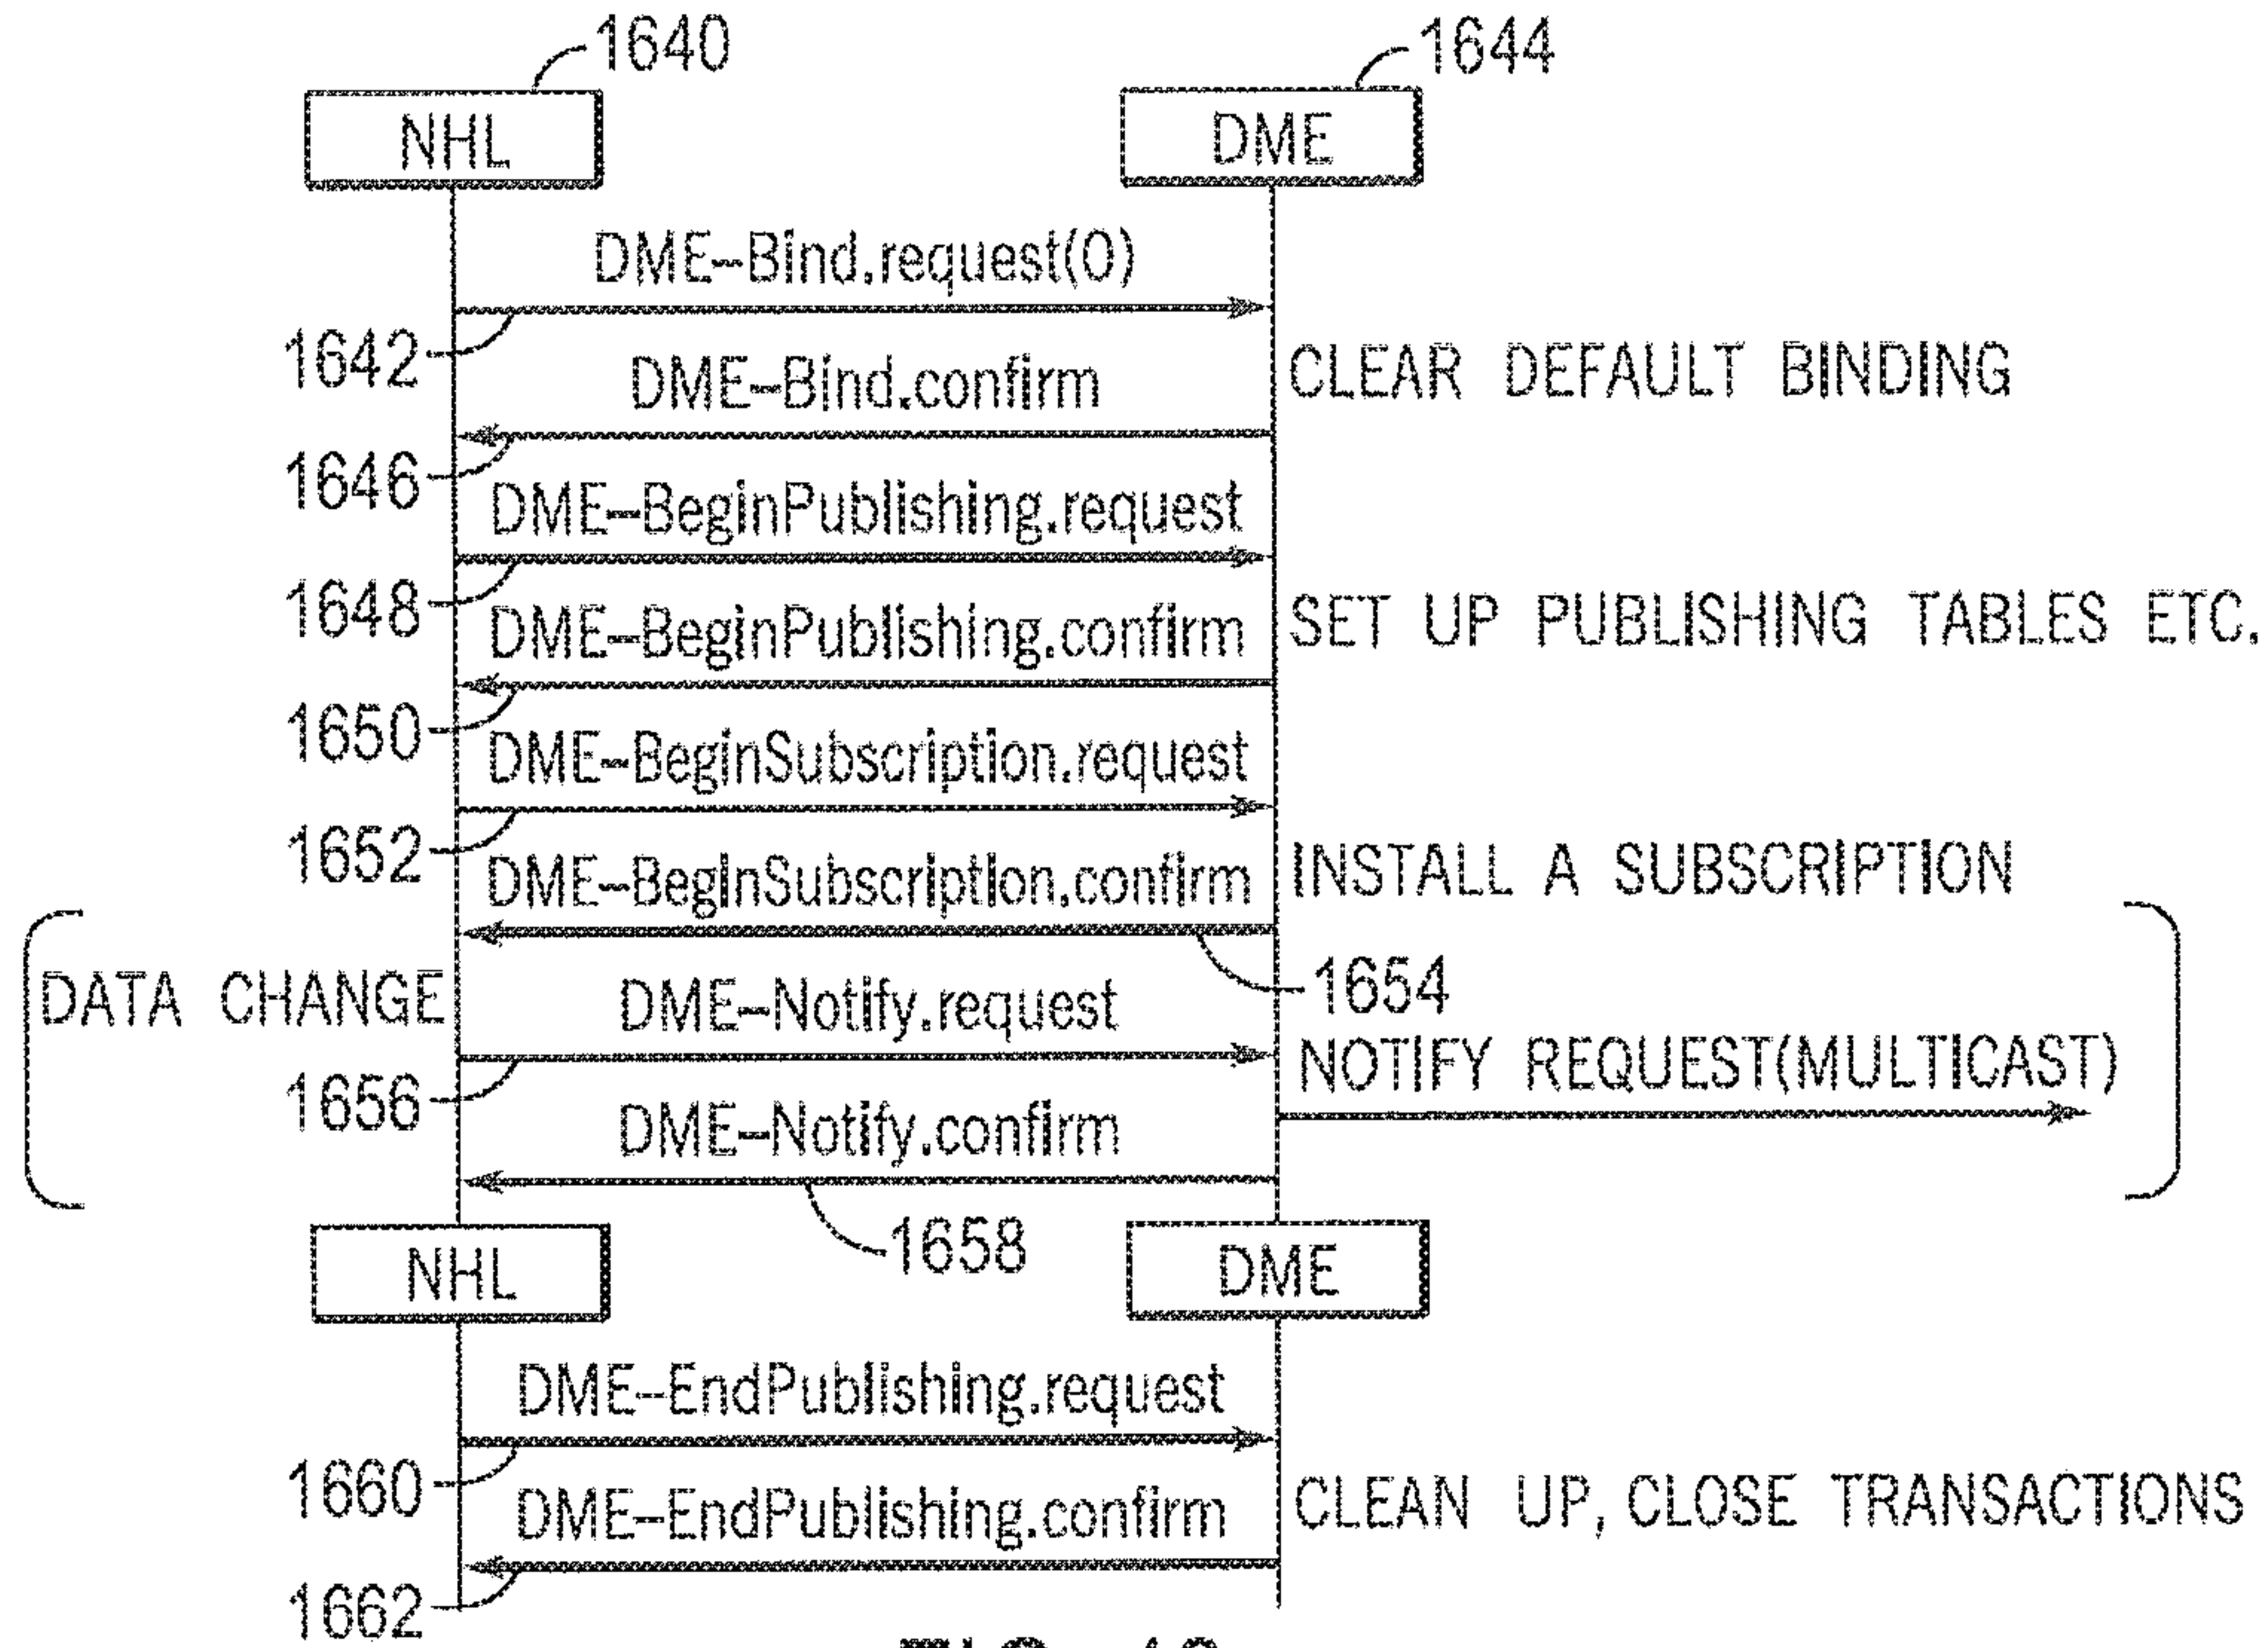 1640
1644
NHL
DME
DME-Bind.request(0)
1642
DME-Bind.confirm
CLEAR DEFAULT BINDING
1646
DME-BeginPublishing.request
1648
DME-BeginPublishing.confirm
SET UP PUBLISHING TABLES ETC.
1650
DME-BeginSubscription.request
1652
DME-BeginSubscription.confirm
INSTALL A SUBSCRIPTION
DATA CHANGE
DME-Notify.request
1654
1656
NOTIFY REQUEST(MULTICAST)
DME-Notify.confirm
1658
NHL
DME
DME-EndPublishing.request
1660
DME-EndPublishing.confirm
CLEAN UP, CLOSE TRANSACTIONS
1662